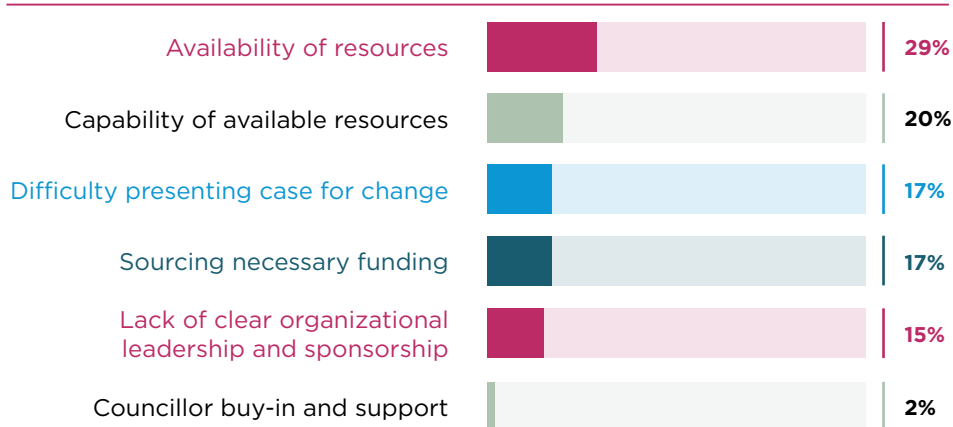 Availability of resources 29%
Capability of available resources 20%
Difficulty presenting case for change 17%
Sourcing necessary funding 17%
Lack of clear organizational
leadership and sponsorship 15%
Councillor buy-in and support 2%